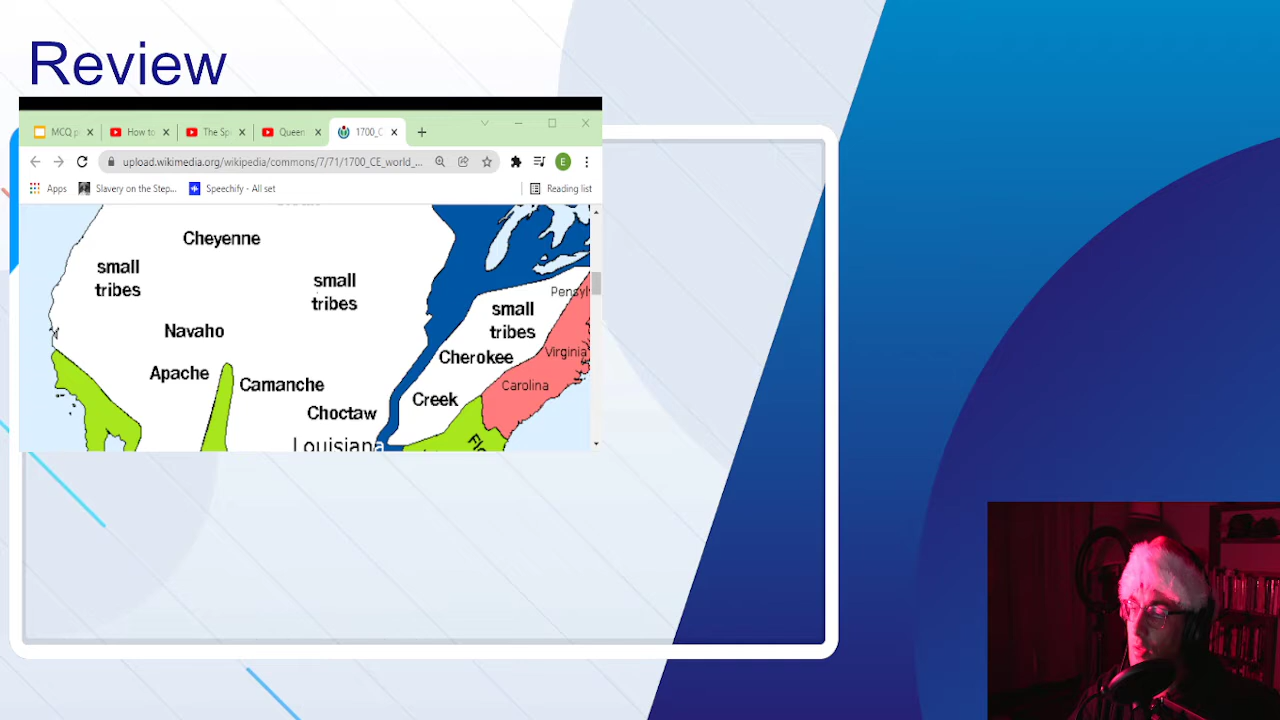 Review
MCQ p
How to
The Sp
Queen
1700_C
upload.wikimedia.org/wikipedia/commons/7/71/1700_CE_world_...
E
Apps
Slavery on the Step...
Speechify - All set
Reading list
Cheyenne
small
tribes
small
tribes
Pensyl
small
tribes
Navaho
Virginia
Cherokee
Apache
Camanche
Carolina
Creek
Choctaw
Louisiana
Flo